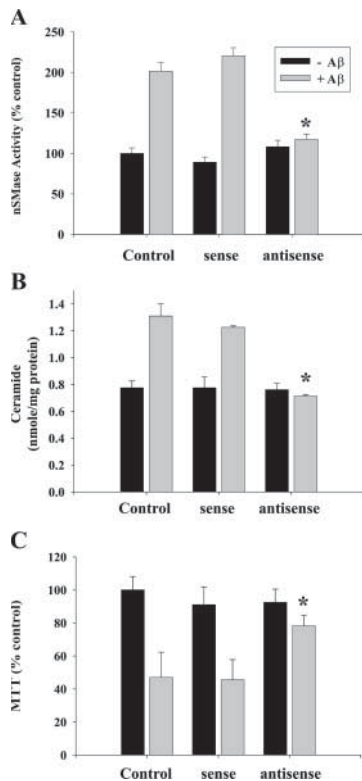 A
nSMase Activity (% control)
250
200
150
100
50
0
- Aβ
+ Aβ
*
Control sense antisense
B
Ceramide
(nmole/mg protein)
1.4
1.2
1.0
0.8
0.6
0.4
0.2
0.0
*
Control sense antisense
C
MTT (% control)
120
100
80
60
40
20
0
*
Control sense antisense